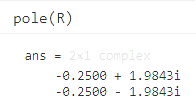 pole(R)
ans = 2×1 complex
-0.2500 + 1.9843i
-0.2500 - 1.9843i